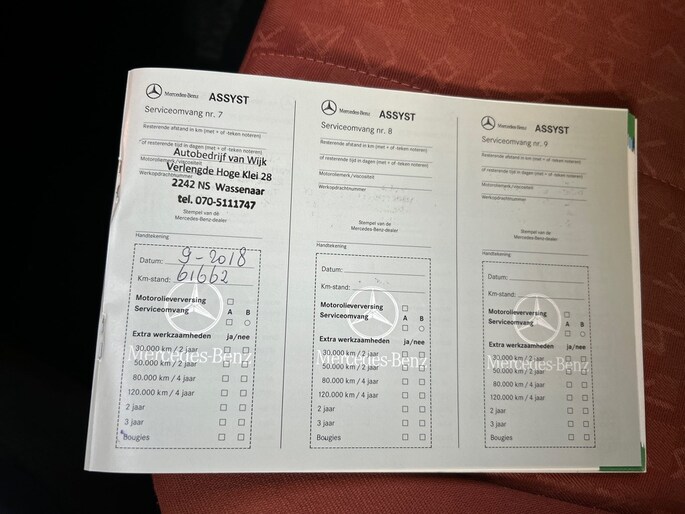 Mercedes-Benz ASSYST
Serviceomvang nr. 7
Resterende afstand in km (met + of -teken noteren)
of resterende tijd in dagen (met + of -teken noteren)
Autobedrijf van Wijk
Motoroliemerk/viscositeit
Verlengde Hoge Klei 28
Werkopdrachtnummer
2242 NS Wassenaar
tel. 070-5111747
Stempel van de
Mercedes-Benz-dealer
Handtekening
Datum: 9-2018
Km-stand: 61662
Motorolieverversing
Serviceomvang A B
Extra werkzaamheden ja/nee
30.000 km / 2 jaar
Mercedes-Benz
50.000 km / 2 jaar
80.000 km / 4 jaar
120.000 km / 4 jaar
2 jaar
3 jaar
Bougies
Mercedes-Benz ASSYST
Serviceomvang nr. 8
Resterende afstand in km (met + of -teken noteren)
of resterende tijd in dagen (met + of -teken noteren)
Motoroliemerk/viscositeit
Werkopdrachtnummer
Stempel van de
Mercedes-Benz-dealer
Handtekening
Datum:
Km-stand:
Motorolieverversing
Serviceomvang A B
Extra werkzaamheden ja/nee
30.000 km / 2 jaar
Mercedes-Benz
50.000 km / 2 jaar
80.000 km / 4 jaar
120.000 km / 4 jaar
2 jaar
3 jaar
Bougies
Mercedes-Benz ASSYST
Serviceomvang nr. 9
Resterende afstand in km (met + of -teken noteren)
of resterende tijd in dagen (met + of -teken noteren)
Motoroliemerk/viscositeit
Werkopdrachtnummer
Stempel van de
Mercedes-Benz-dealer
Handtekening
Datum:
Km-stand:
Motorolieverversing
Serviceomvang A B
Extra werkzaamheden ja/nee
30.000 km / 2 jaar
Mercedes-Benz
50.000 km / 2 jaar
80.000 km / 4 jaar
120.000 km / 4 jaar
2 jaar
3 jaar
Bougies